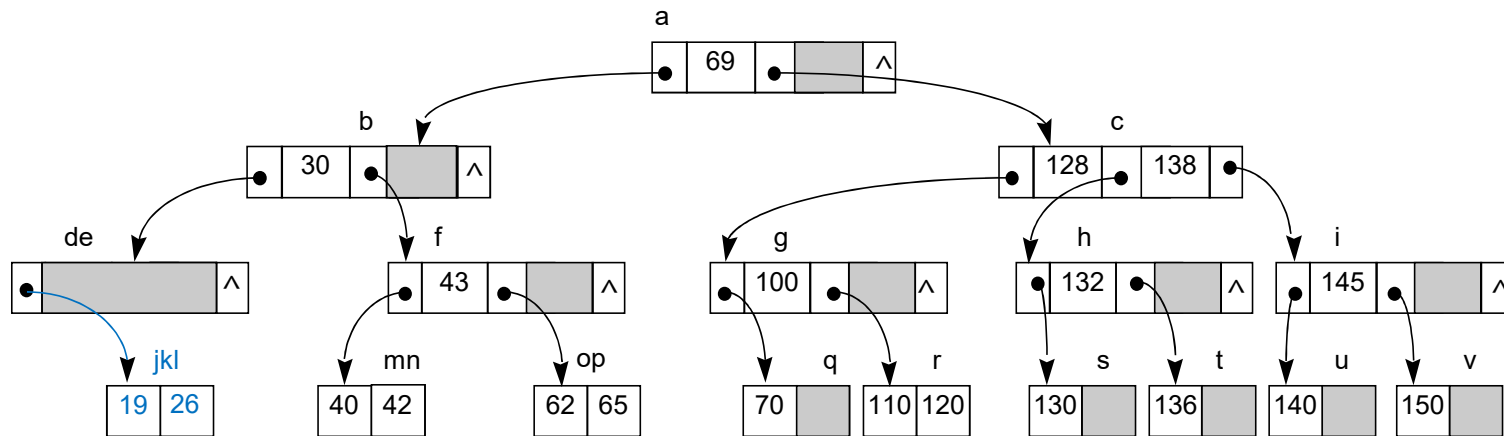 a
69 ^
b c
30 ^ 128 138
de f g h i
^ 43 ^ 100 ^ 132 ^ 145 ^
jkl mn op q r s t u v
19 26 40 42 62 65 70 110 120 130 136 140 150